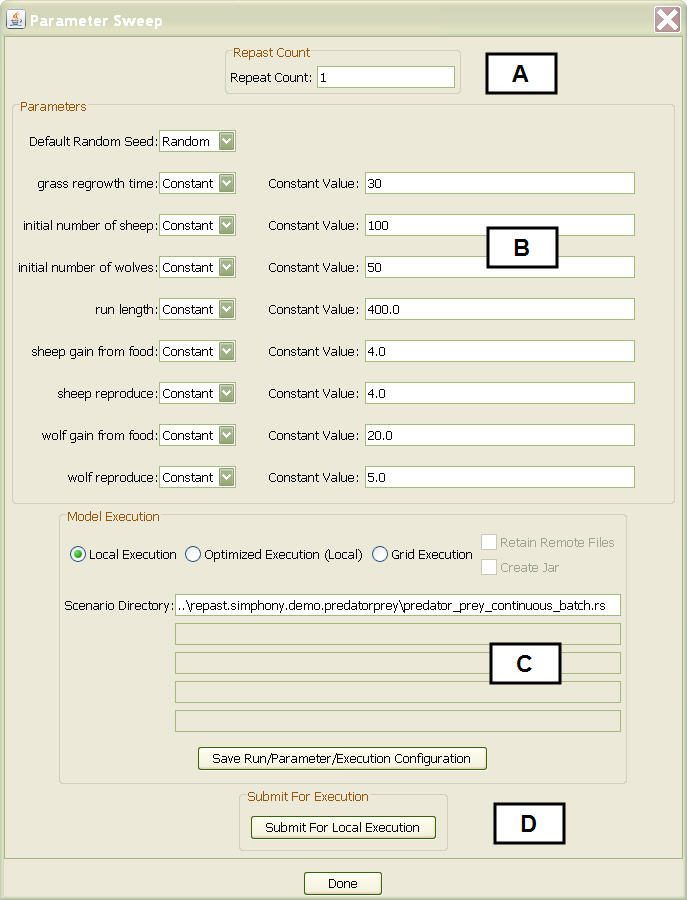 Parameter Sweep
Repast Count
Repeat Count: 1
A
Parameters
Default Random Seed: Random
grass regrowth time: Constant Constant Value: 30
initial number of sheep: Constant Constant Value: 100
B
initial number of wolves: Constant Constant Value: 50
run length: Constant Constant Value: 400.0
sheep gain from food: Constant Constant Value: 4.0
sheep reproduce: Constant Constant Value: 4.0
wolf gain from food: Constant Constant Value: 20.0
wolf reproduce: Constant Constant Value: 5.0
Model Execution
Local Execution Optimized Execution (Local) Grid Execution
Retain Remote Files
Create Jar
Scenario Directory: ..\repast.simphony.demo.predatorprey\predator_prey_continuous_batch.rs
C
Save Run/Parameter/Execution Configuration
Submit For Execution
Submit For Local Execution
D
Done